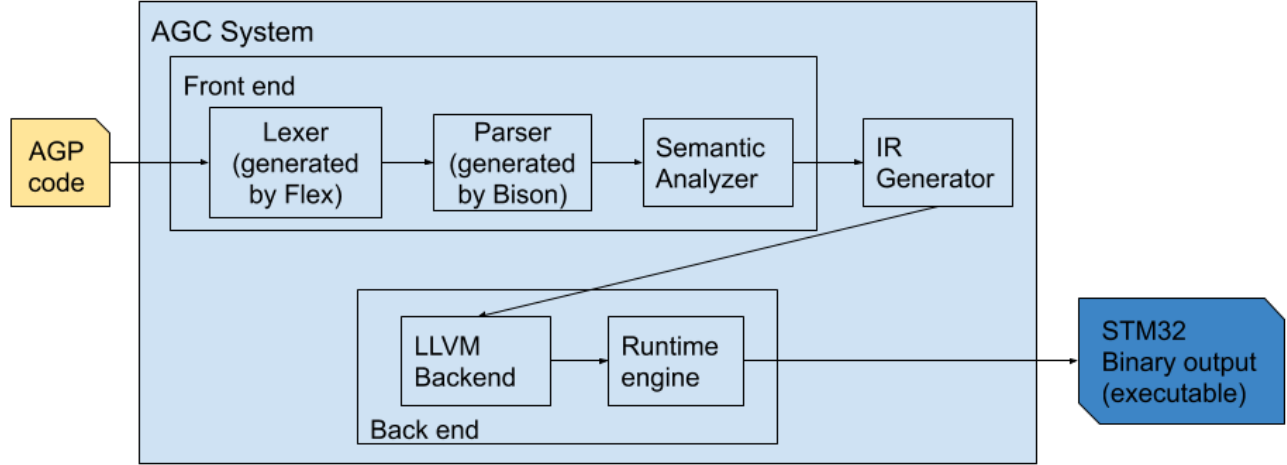 AGC System
Front end
AGP
code
Lexer
(generated
by Flex)
Parser
(generated
by Bison)
Semantic
Analyzer
IR
Generator
LLVM
Backend
Runtime
engine
Back end
STM32
Binary output
(executable)